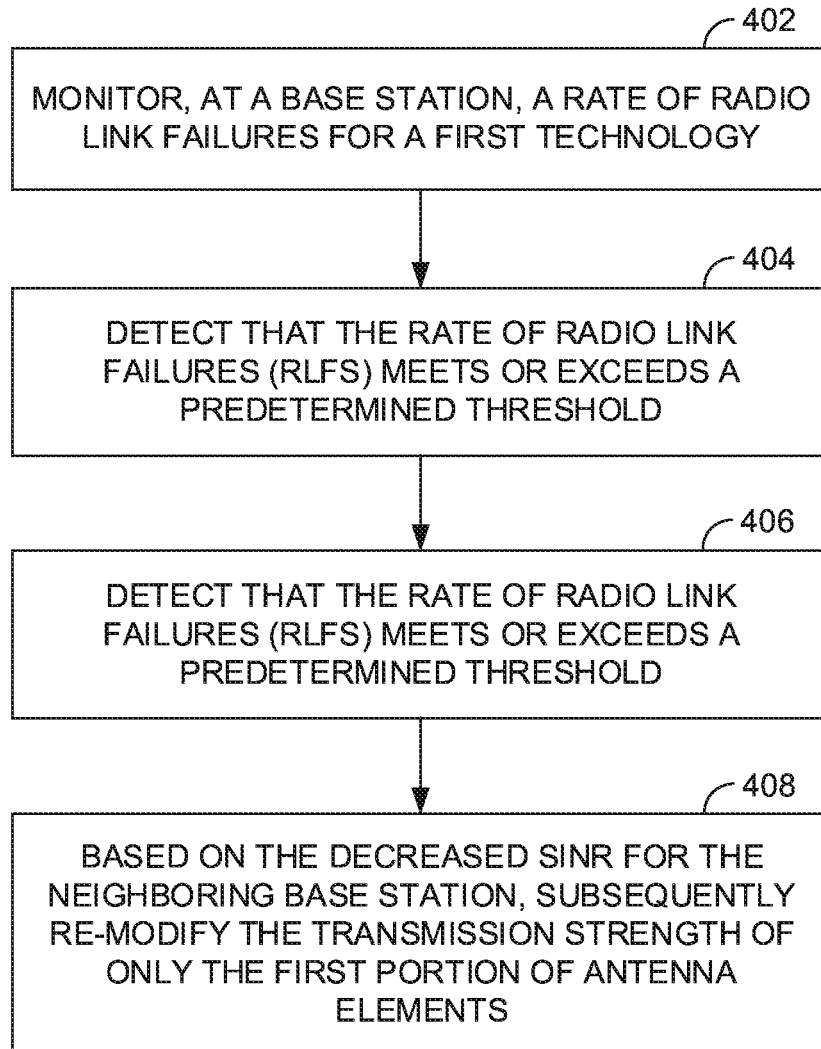 402
MONITOR, AT A BASE STATION, A RATE OF RADIO
LINK FAILURES FOR A FIRST TECHNOLOGY
404
DETECT THAT THE RATE OF RADIO LINK
FAILURES (RLFS) MEETS OR EXCEEDS A
PREDETERMINED THRESHOLD
406
DETECT THAT THE RATE OF RADIO LINK
FAILURES (RLFS) MEETS OR EXCEEDS A
PREDETERMINED THRESHOLD
408
BASED ON THE DECREASED SINR FOR THE
NEIGHBORING BASE STATION, SUBSEQUENTLY
RE-MODIFY THE TRANSMISSION STRENGTH OF
ONLY THE FIRST PORTION OF ANTENNA
ELEMENTS